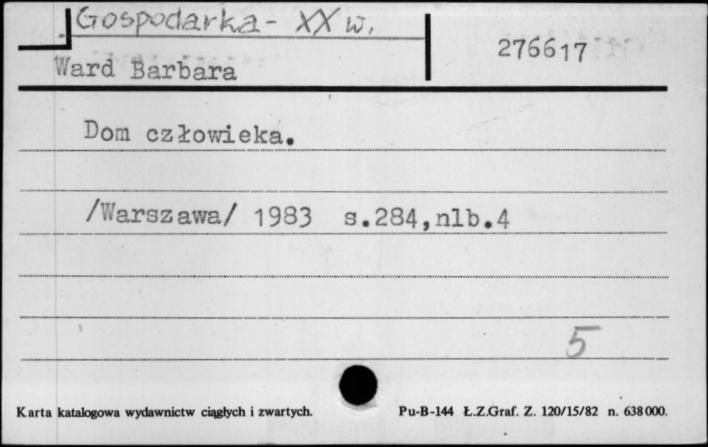 Gospodarka - XX w.
276617
Ward Barbara
Dom człowieka.
/Warszawa/ 1983 s.284,nlb.4
5
Karta katalogowa wydawnictw ciągłych i zwartych. Pu-B-144 Ł.Z.Graf. Z. 120/15/82 n. 638000.